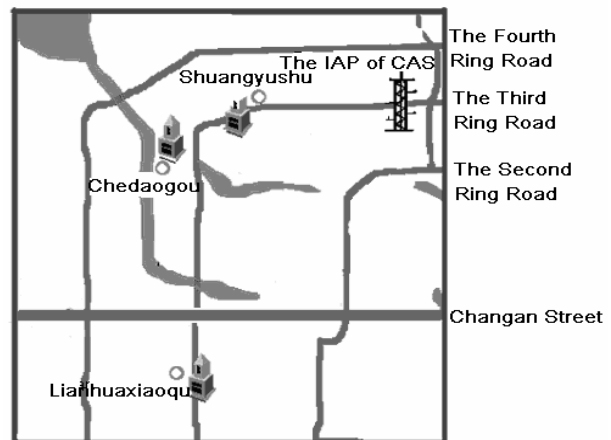 The Fourth
Ring Road
The IAP of CAS
Shuangyushu
The Third
Ring Road
Chedaogou
The Second
Ring Road
Changan Street
Lianhuaxiaoqu